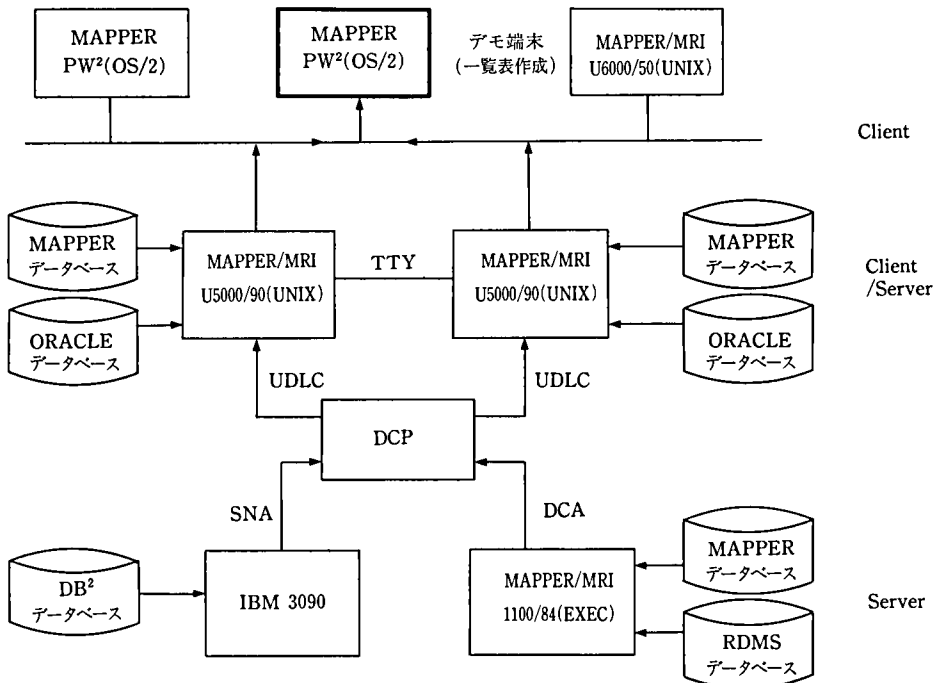 MAPPER
PW²(OS/2)
MAPPER
PW²(OS/2)
デモ端末
(一覧表作成)
MAPPER/MRI
U6000/50(UNIX)
Client
MAPPER
データベース
ORACLE
データベース
MAPPER/MRI
U5000/90(UNIX)
TTY
MAPPER/MRI
U5000/90(UNIX)
MAPPER
データベース
ORACLE
データベース
Client
/Server
UDLC
UDLC
DCP
SNA
DCA
DB²
データベース
IBM 3090
MAPPER/MRI
1100/84(EXEC)
MAPPER
データベース
RDMS
データベース
Server